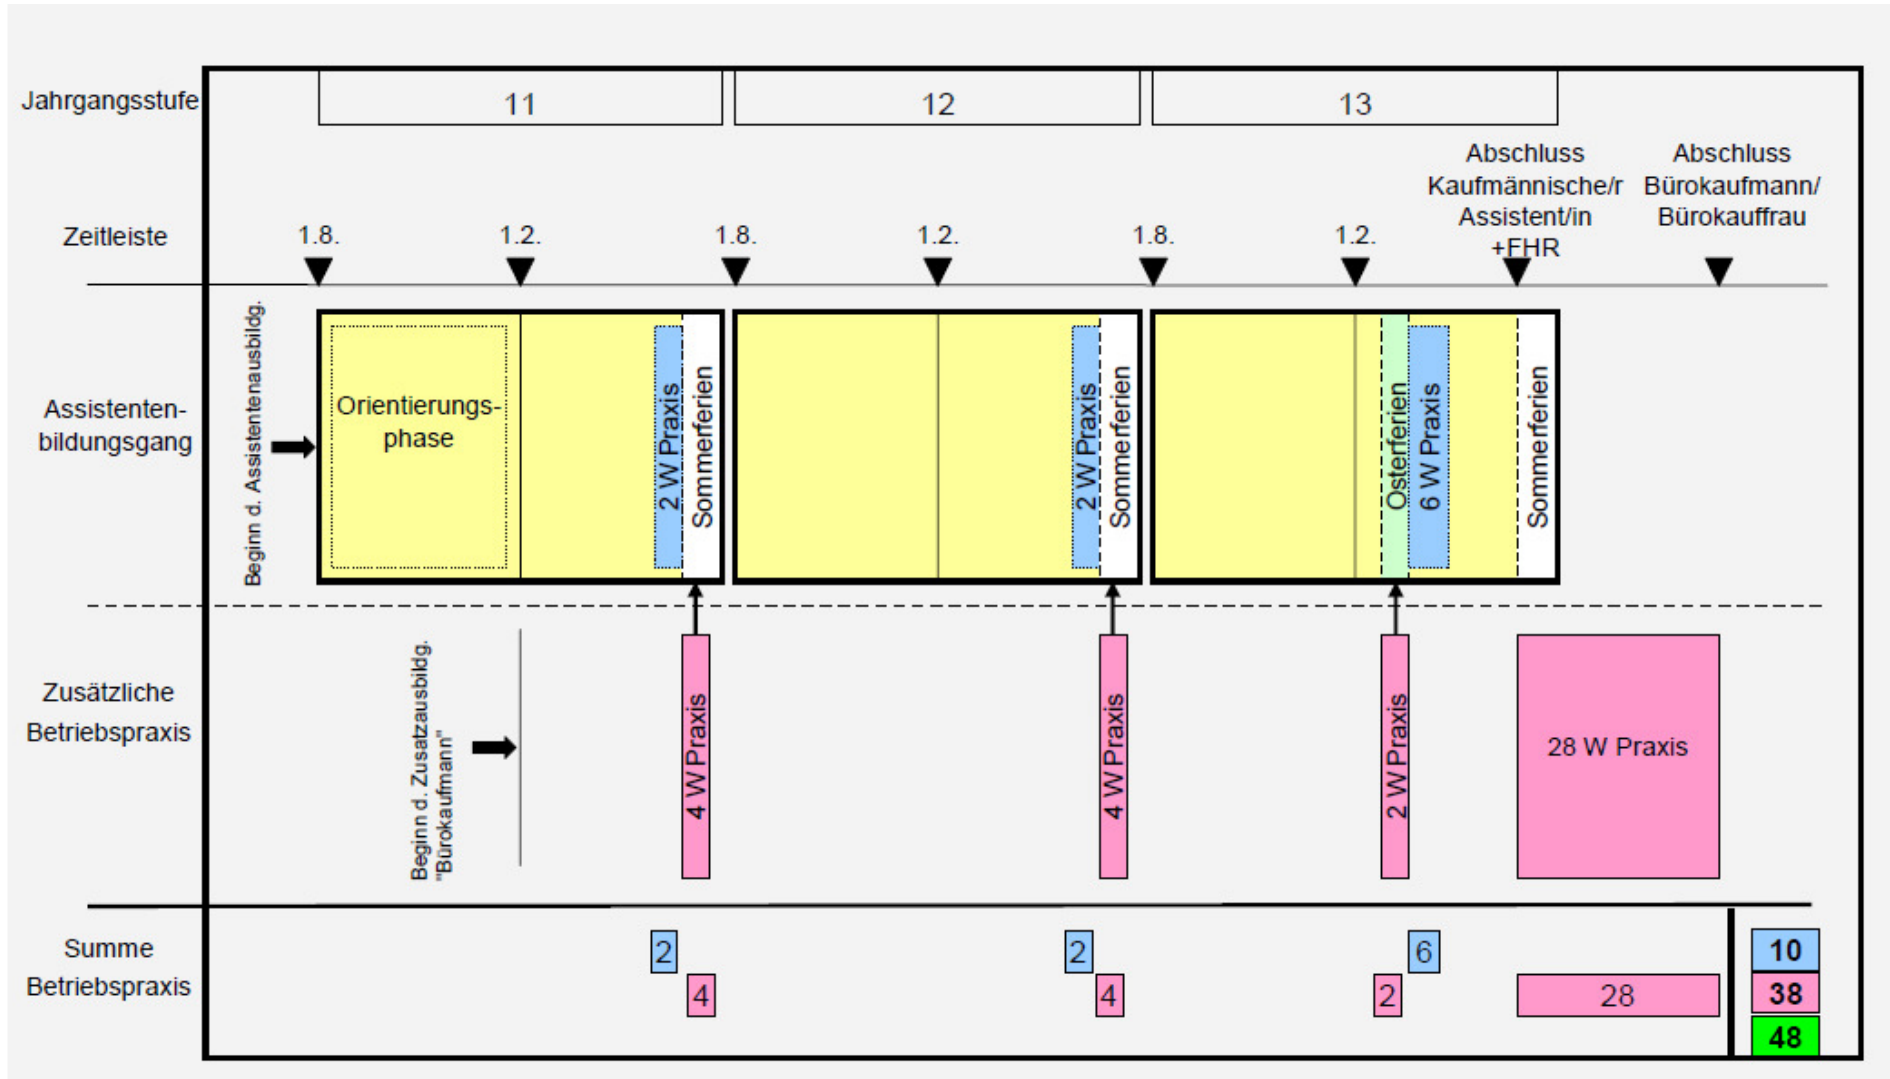 Jahrgangsstufe
11
12
13
Abschluss
Kaufmännische/r
Assistent/in
+FHR
Abschluss
Bürokaufmann/
Bürokauffrau
Zeitleiste
1.8.
1.2.
1.8.
1.2.
1.8.
1.2.
Assistenten-
bildungsgang
Beginn d. Assistentenausbildg.
Orientierungs-
phase
2 W Praxis
Sommerferien
2 W Praxis
Sommerferien
Osterferien
6 W Praxis
Sommerferien
Zusätzliche
Betriebspraxis
Beginn d. Zusatzausbildg.
"Bürokaufmann"
4 W Praxis
4 W Praxis
2 W Praxis
28 W Praxis
Summe
Betriebspraxis
2
4
2
4
2
6
28
10
38
48